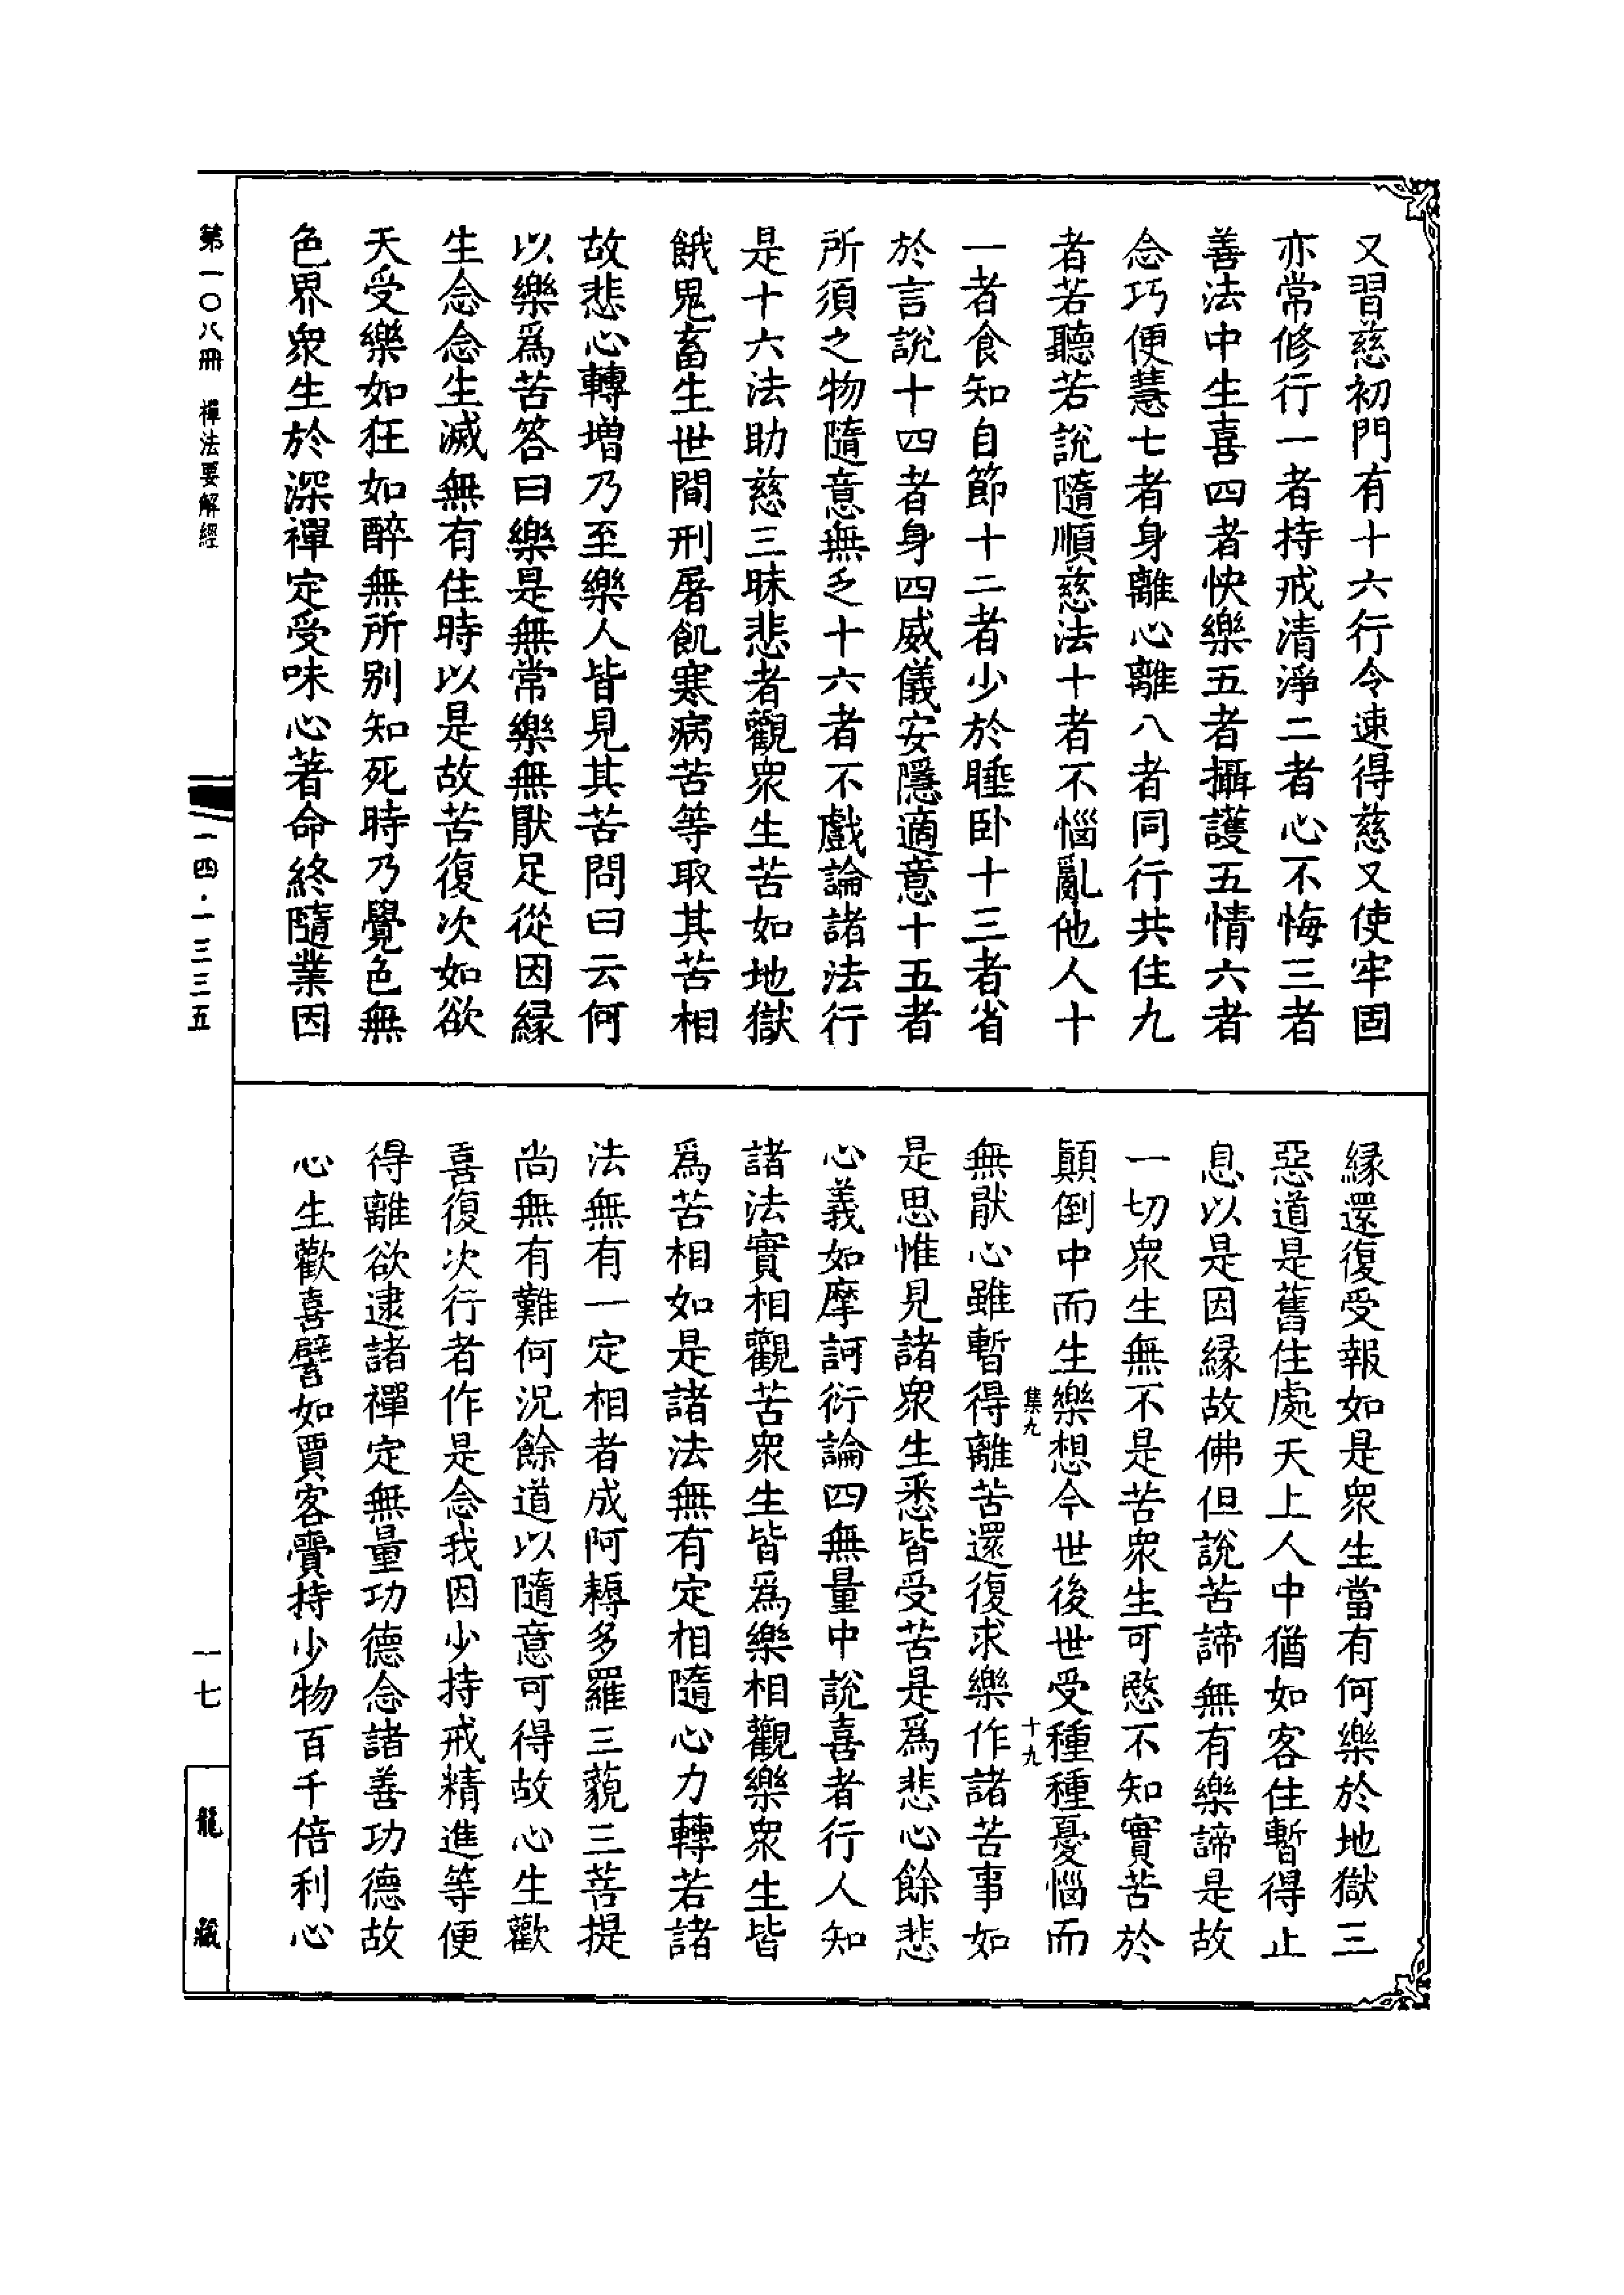 又習慈初門有十六行令速得慈又使牢固
亦常修行一者持戒清淨二者心不悔三者
善法中生喜四者快樂五者攝護五情六者
念巧便慧七者身離心離八者同行共住九
者若聽若說隨順慈法十者不惱亂他人十
一者食知自節十二者少於睡卧十三者省
於言說十四者身四威儀安隱適意十五者
所須之物隨意無乏十六者不戲論諸法行
是十六法助慈三昧悲者觀衆生苦如地獄
餓鬼畜生世間刑屠飢寒病苦等取其苦相
故悲心轉增乃至樂人皆見其苦問曰云何
以樂爲苦答曰樂是無常樂無猒足從因緣
生念念生滅無有住時以是故苦復次如欲
天受樂如狂如醉無所別知死時乃覺色無
色界衆生於深禪定受味心著命終隨業因
緣還復受報如是衆生當有何樂於地獄三
惡道是舊住處天上人中猶如客住暫得止
息以是因緣故佛但說苦諦無有樂諦是故
一切衆生無不是苦衆生可愍不知實苦於
顛倒中而生樂想今世後世受種種憂惱而
集九 十九
無猒心雖暫得離苦還復求樂作諸苦事如
是思惟見諸衆生悉皆受苦是爲悲心餘悲
心義如摩訶衍論四無量中說喜者行人知
諸法實相觀苦衆生皆爲樂相觀樂衆生皆
爲苦相如是諸法無有定相隨心力轉若諸
法無有一定相者成阿耨多羅三藐三菩提
尚無有難何況餘道以隨意可得故心生歡
喜復次行者作是念我因少持戒精進等便
得離欲逮諸禪定無量功德念諸善功德故
心生歡喜譬如賈客賷持少物百千倍利心
第一〇八冊 禪法要解經
一四·一三三五
一七
龍藏